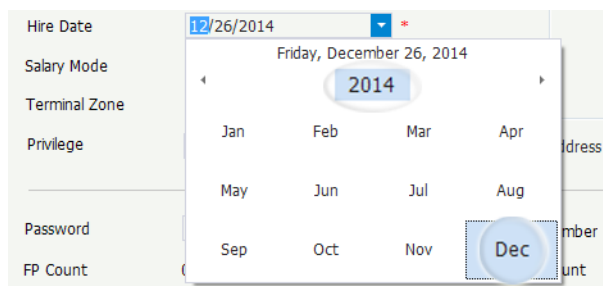 Hire Date 12/26/2014 *
Friday, December 26, 2014
Salary Mode
2014
Terminal Zone
Jan Feb Mar Apr
Privilege ddress
May Jun Jul Aug
Password mber
Sep Oct Nov Dec
FP Count unt